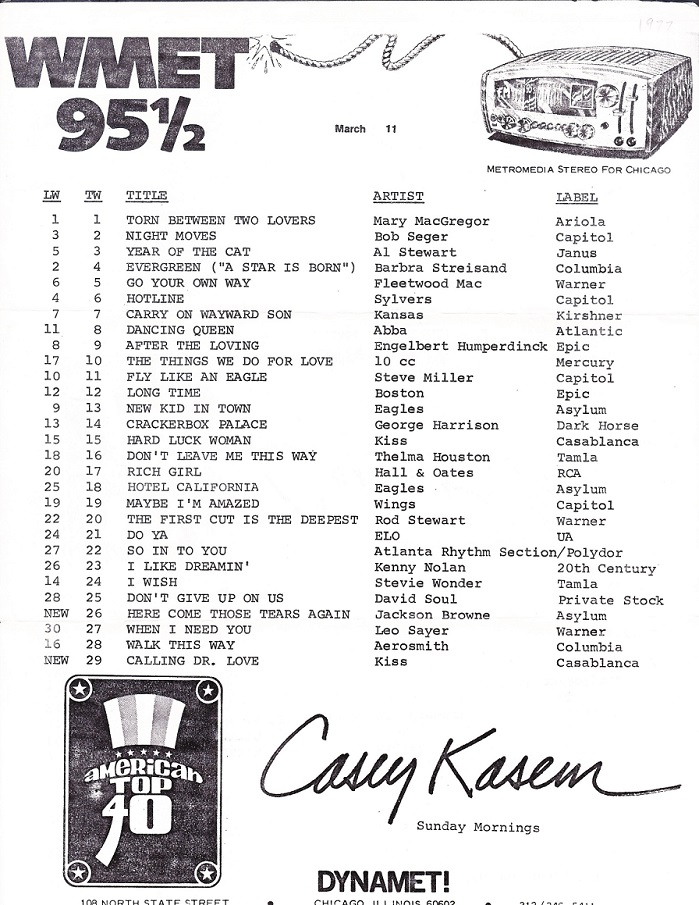 1977
WMET
95½
March 11
METROMEDIA STEREO FOR CHICAGO
LW TW TITLE ARTIST LABEL
1 1 TORN BETWEEN TWO LOVERS Mary MacGregor Ariola
3 2 NIGHT MOVES Bob Seger Capitol
5 3 YEAR OF THE CAT Al Stewart Janus
2 4 EVERGREEN ("A STAR IS BORN") Barbra Streisand Columbia
6 5 GO YOUR OWN WAY Fleetwood Mac Warner
4 6 HOTLINE Sylvers Capitol
7 7 CARRY ON WAYWARD SON Kansas Kirshner
11 8 DANCING QUEEN Abba Atlantic
8 9 AFTER THE LOVING Engelbert Humperdinck Epic
17 10 THE THINGS WE DO FOR LOVE 10 cc Mercury
10 11 FLY LIKE AN EAGLE Steve Miller Capitol
12 12 LONG TIME Boston Epic
9 13 NEW KID IN TOWN Eagles Asylum
13 14 CRACKERBOX PALACE George Harrison Dark Horse
15 15 HARD LUCK WOMAN Kiss Casablanca
18 16 DON'T LEAVE ME THIS WAY Thelma Houston Tamla
20 17 RICH GIRL Hall & Oates RCA
25 18 HOTEL CALIFORNIA Eagles Asylum
19 19 MAYBE I'M AMAZED Wings Capitol
22 20 THE FIRST CUT IS THE DEEPEST Rod Stewart Warner
24 21 DO YA ELO UA
27 22 SO IN TO YOU Atlanta Rhythm Section/Polydor
26 23 I LIKE DREAMIN' Kenny Nolan 20th Century
14 24 I WISH Stevie Wonder Tamla
28 25 DON'T GIVE UP ON US David Soul Private Stock
NEW 26 HERE COME THOSE TEARS AGAIN Jackson Browne Asylum
30 27 WHEN I NEED YOU Leo Sayer Warner
16 28 WALK THIS WAY Aerosmith Columbia
NEW 29 CALLING DR. LOVE Kiss Casablanca
AMERICAN
TOP
40
Casey Kasem
Sunday Mornings
DYNAMET!
108 NORTH STATE STREET • CHICAGO, ILLINOIS 60602 •